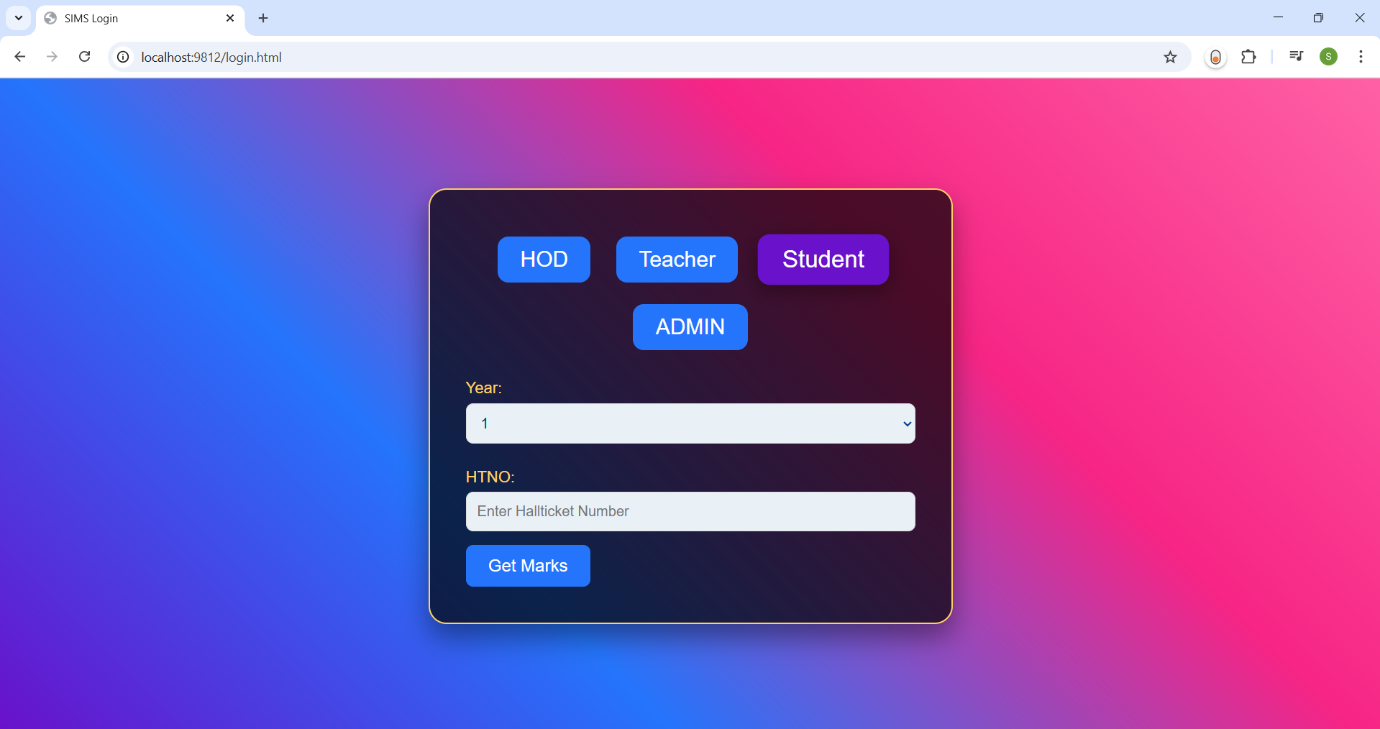 SIMS Login
localhost:9812/login.html
S
HOD Teacher Student
ADMIN
Year:
1
HTNO:
Enter Hallticket Number
Get Marks